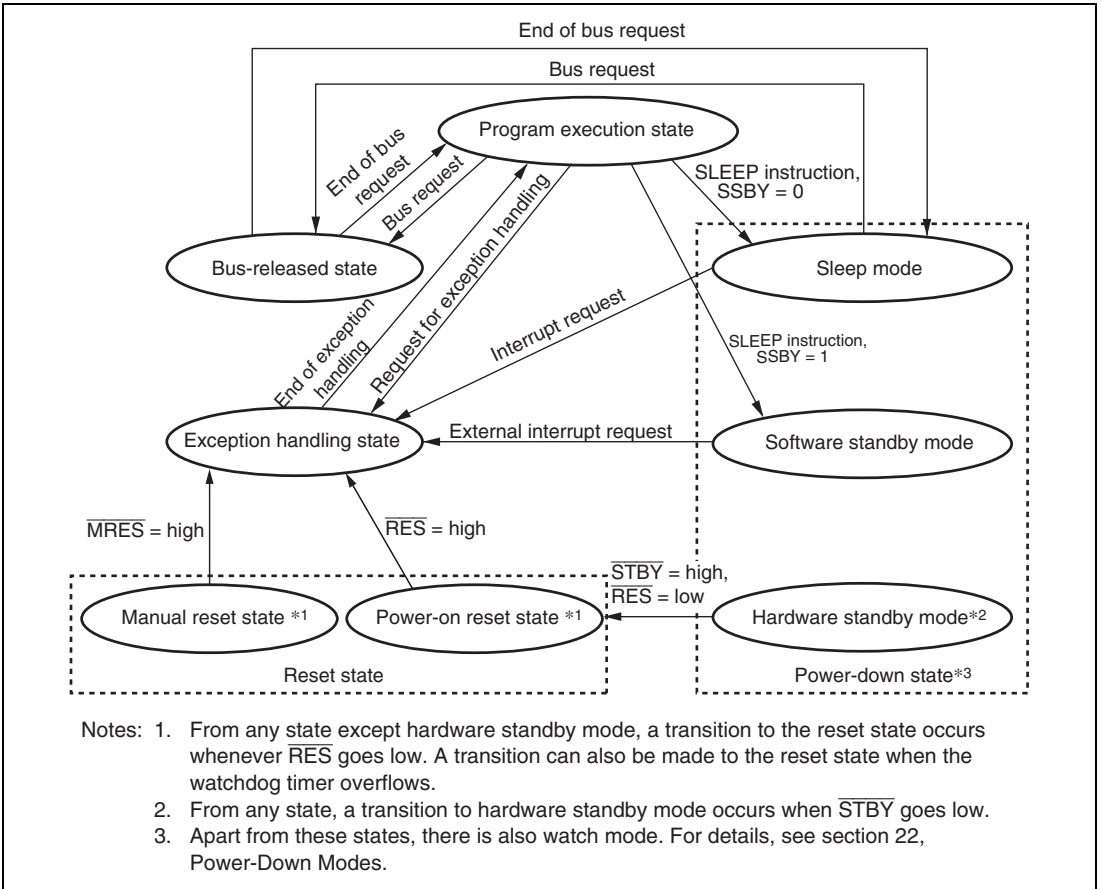 End of bus request
Bus request
Program execution state
End of bus
request
Bus request
SLEEP instruction,
SSBY = 0
Bus-released state
Sleep mode
End of exception
handling
Request for exception handling
Interrupt request
SLEEP instruction,
SSBY = 1
Exception handling state
External interrupt request
Software standby mode
M̅R̅E̅S̅ = high
R̅E̅S̅ = high
S̅T̅B̅Y̅ = high,
R̅E̅S̅ = low
Manual reset state *1
Power-on reset state *1
Hardware standby mode*2
Reset state
Power-down state*3
Notes: 1. From any state except hardware standby mode, a transition to the reset state occurs
whenever R̅E̅S̅ goes low. A transition can also be made to the reset state when the
watchdog timer overflows.
2. From any state, a transition to hardware standby mode occurs when S̅T̅B̅Y̅ goes low.
3. Apart from these states, there is also watch mode. For details, see section 22,
Power-Down Modes.